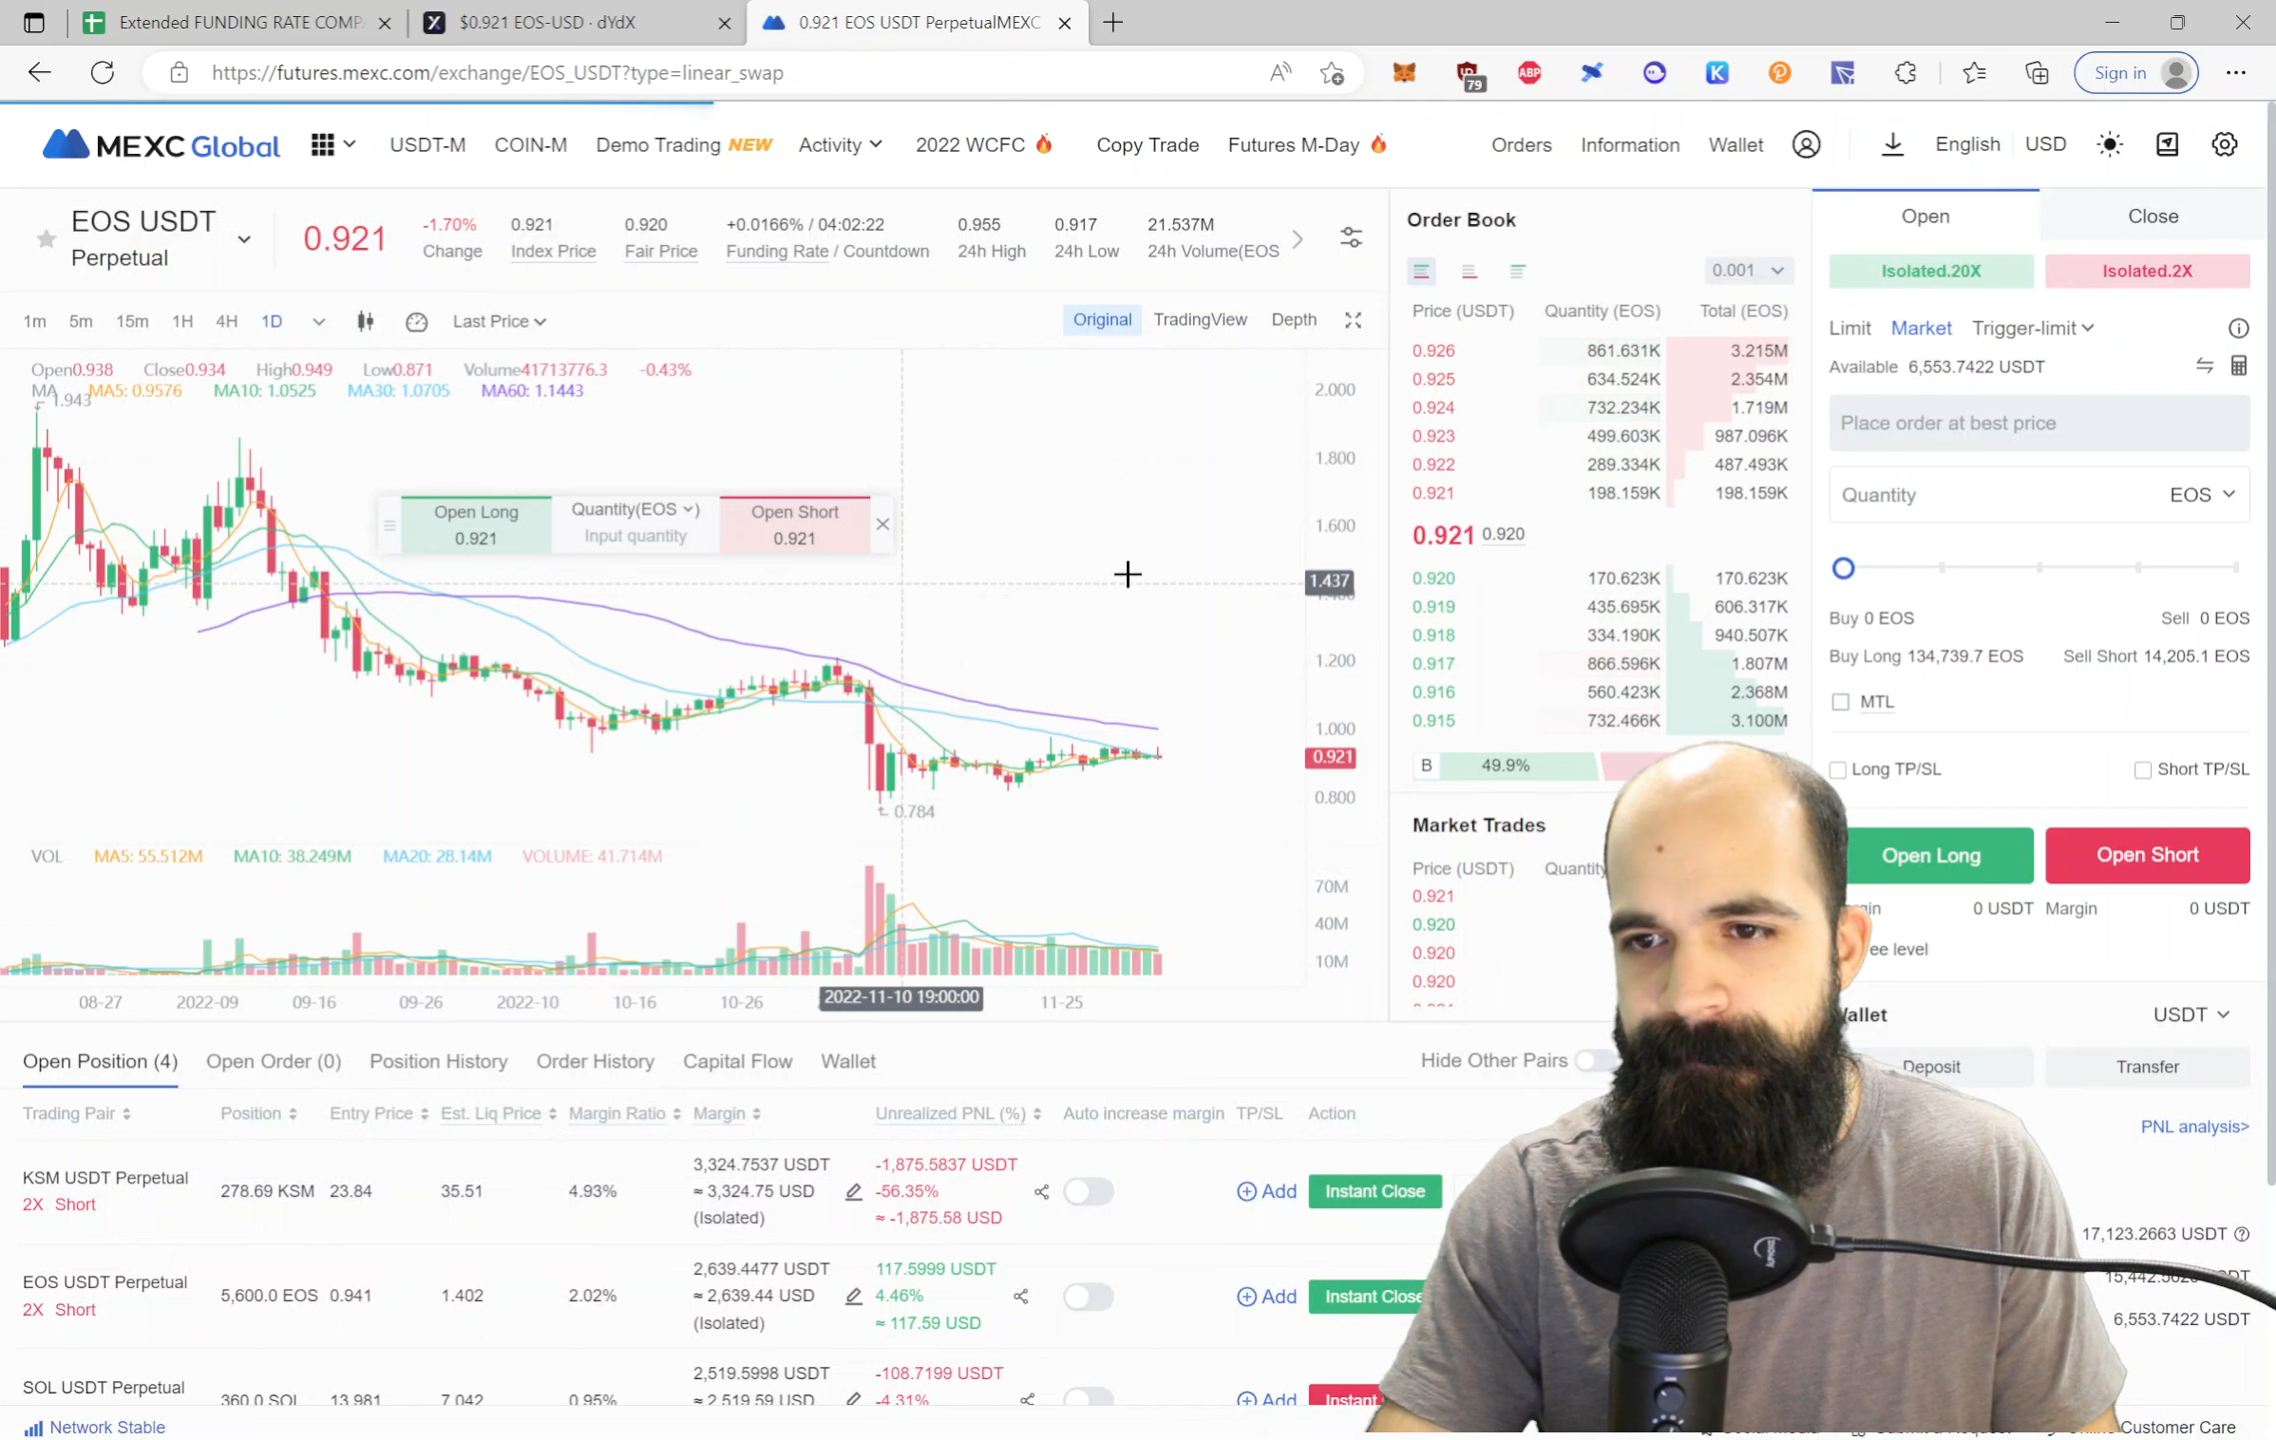 Extended FUNDING RATE COMPA
$0.921 EOS-USD · dYdX
0.921 EOS USDT PerpetualMEXC
https://futures.mexc.com/exchange/EOS_USDT?type=linear_swap
79
ABP
Sign in
MEXC Global
USDT-M
COIN-M
Demo Trading NEW
Activity
2022 WCFC
Copy Trade
Futures M-Day
Orders
Information
Wallet
English
USD
EOS USDT
Perpetual
0.921
-1.70%
Change
0.921
Index Price
0.920
Fair Price
+0.0166% / 04:02:22
Funding Rate / Countdown
0.955
24h High
0.917
24h Low
21.537M
24h Volume(EOS
1m 5m 15m 1H 4H 1D
Last Price
Original TradingView Depth
Open0.938 Close0.934 High0.949 Low0.871 Volume41713776.3 -0.43%
MA MA5: 0.9576 MA10: 1.0525 MA30: 1.0705 MA60: 1.1443
1.943
Open Long
0.921
Quantity(EOS
Input quantity
Open Short
0.921
2.000
1.800
1.600
1.437
1.200
1.000
0.921
0.800
0.784
VOL MA5: 55.512M MA10: 38.249M MA20: 28.14M VOLUME: 41.714M
70M
40M
10M
08-27 2022-09 09-16 09-26 2022-10 10-16 10-26 2022-11-10 19:00:00 11-25
Order Book
0.001
Price (USDT) Quantity (EOS) Total (EOS)
0.926 861.631K 3.215M
0.925 634.524K 2.354M
0.924 732.234K 1.719M
0.923 499.603K 987.096K
0.922 289.334K 487.493K
0.921 198.159K 198.159K
0.921 0.920
0.920 170.623K 170.623K
0.919 435.695K 606.317K
0.918 334.190K 940.507K
0.917 866.596K 1.807M
0.916 560.423K 2.368M
0.915 732.466K 3.100M
B 49.9%
Market Trades
Price (USDT) Quantity
0.921
0.920
0.920
0.920
Open Close
Isolated.20X Isolated.2X
Limit Market Trigger-limit
Available 6,553.7422 USDT
Place order at best price
Quantity EOS
Buy 0 EOS Sell 0 EOS
Buy Long 134,739.7 EOS Sell Short 14,205.1 EOS
MTL
Long TP/SL Short TP/SL
Open Long Open Short
0 USDT Margin 0 USDT
ee level
Wallet USDT
Deposit Transfer
PNL analysis>
17,123.2663 USDT
6,553.7422 USDT
Open Position (4) Open Order (0) Position History Order History Capital Flow Wallet
Hide Other Pairs
Trading Pair Position Entry Price Est. Liq Price Margin Ratio Margin Unrealized PNL (%) Auto increase margin TP/SL Action
KSM USDT Perpetual
2X Short
278.69 KSM 23.84 35.51 4.93%
3,324.7537 USDT
≈ 3,324.75 USD
(Isolated)
-1,875.5837 USDT
-56.35%
≈ -1,875.58 USD
Add Instant Close
EOS USDT Perpetual
2X Short
5,600.0 EOS 0.941 1.402 2.02%
2,639.4477 USDT
≈ 2,639.44 USD
(Isolated)
117.5999 USDT
4.46%
≈ 117.59 USD
Add Instant Close
SOL USDT Perpetual
360.0 SOL 13.981 7.042 0.95%
2,519.5998 USDT
≈ 2,519.59 USD
-108.7199 USDT
-4.31%
Add Instant
Network Stable
Customer Care